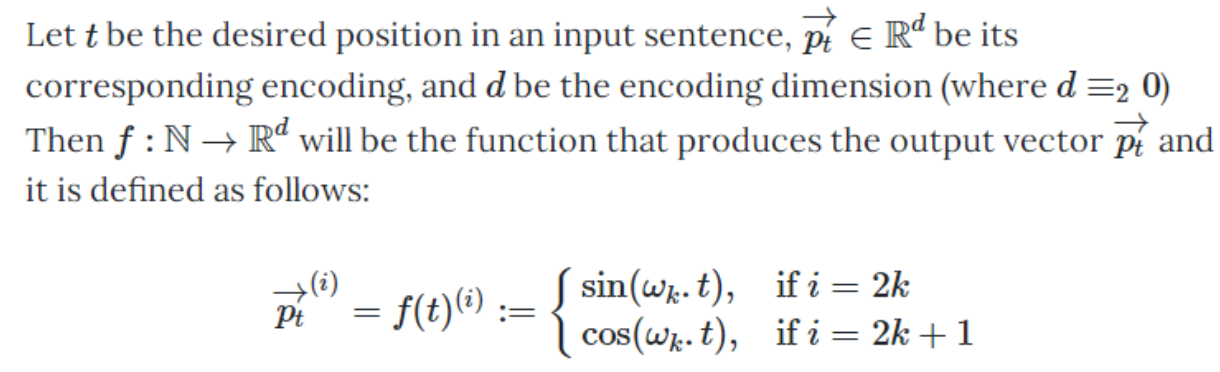 Let t be the desired position in an input sentence, $\overrightarrow{p_t} \in \mathbb{R}^d$ be its
corresponding encoding, and d be the encoding dimension (where $d \equiv_2 0$)
Then $f : \mathbb{N} \to \mathbb{R}^d$ will be the function that produces the output vector $\overrightarrow{p_t}$ and
it is defined as follows:
$\overrightarrow{p_t}^{(i)} = f(t)^{(i)} := \begin{cases} \sin(\omega_k . t), & \text{if } i = 2k \\ \cos(\omega_k . t), & \text{if } i = 2k + 1 \end{cases}$